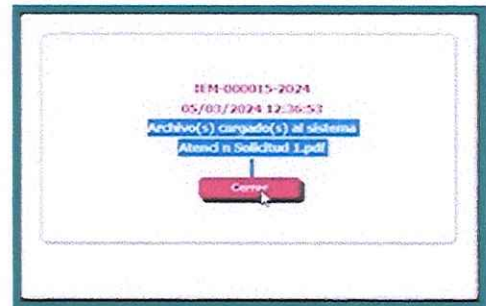 IEM-000015-2024
05/03/2024 12:36:53
Archivo(s) cargado(s) al sistema
Atenci n Solicitud 1.pdf
Cerrar